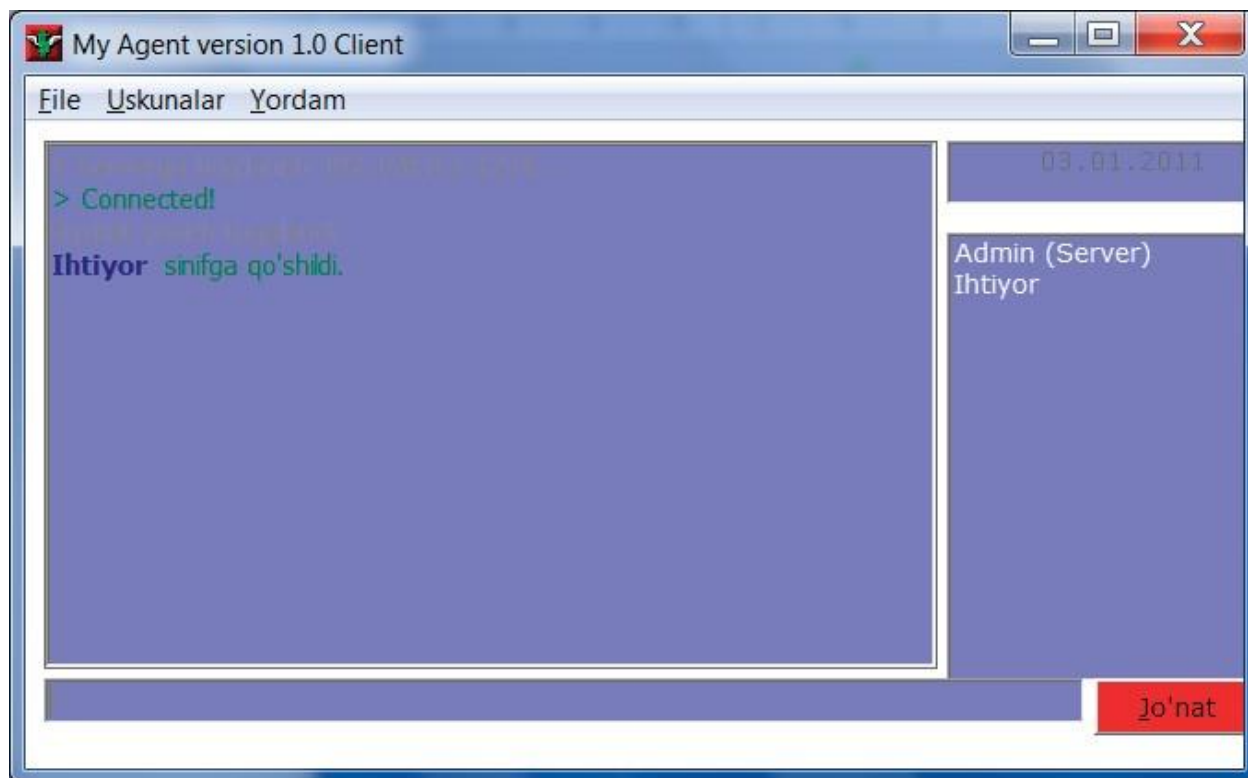 My Agent version 1.0 Client
File Uskunalar Yordam
> Connected!
Ihtiyor sinifga qo'shildi.
03.01.2011
Admin (Server)
Ihtiyor
Jo'nat